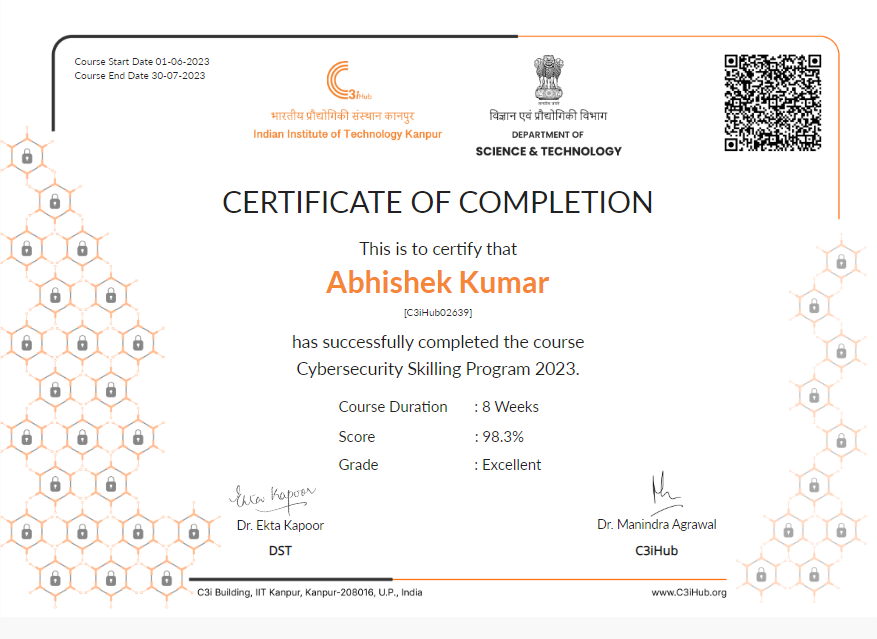 Course Start Date 01-06-2023
Course End Date 30-07-2023
C3iHub
भारतीय प्रौद्योगिकी संस्थान कानपुर
Indian Institute of Technology Kanpur
विज्ञान एवं प्रौद्योगिकी विभाग
DEPARTMENT OF
SCIENCE & TECHNOLOGY
CERTIFICATE OF COMPLETION
This is to certify that
Abhishek Kumar
[C3iHub02639]
has successfully completed the course
Cybersecurity Skilling Program 2023.
Course Duration : 8 Weeks
Score : 98.3%
Grade : Excellent
Ekta Kapoor
Dr. Ekta Kapoor
DST
Dr. Manindra Agrawal
C3iHub
C3i Building, IIT Kanpur, Kanpur-208016, U.P., India
www.C3iHub.org